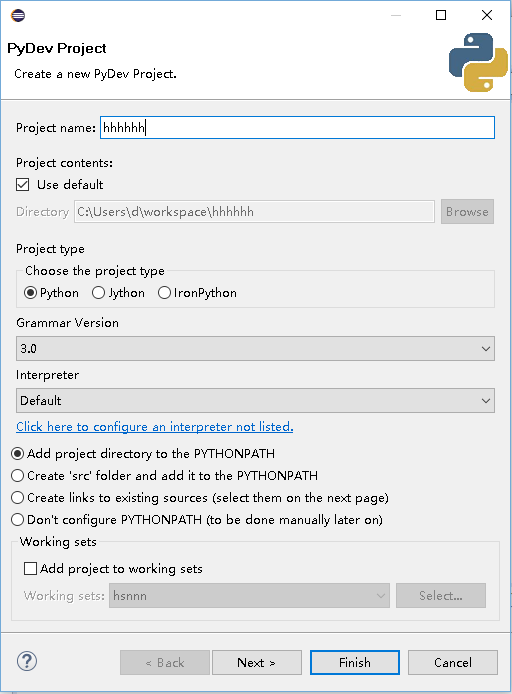 PyDev Project
Create a new PyDev Project.
Project name: hhhhhh
Project contents:
Use default
Directory C:\Users\d\workspace\hhhhhh Browse
Project type
Choose the project type
Python Jython IronPython
Grammar Version
3.0
Interpreter
Default
Click here to configure an interpreter not listed.
Add project directory to the PYTHONPATH
Create 'src' folder and add it to the PYTHONPATH
Create links to existing sources (select them on the next page)
Don't configure PYTHONPATH (to be done manually later on)
Working sets
Add project to working sets
Working sets: hsnnn Select...
? < Back Next > Finish Cancel